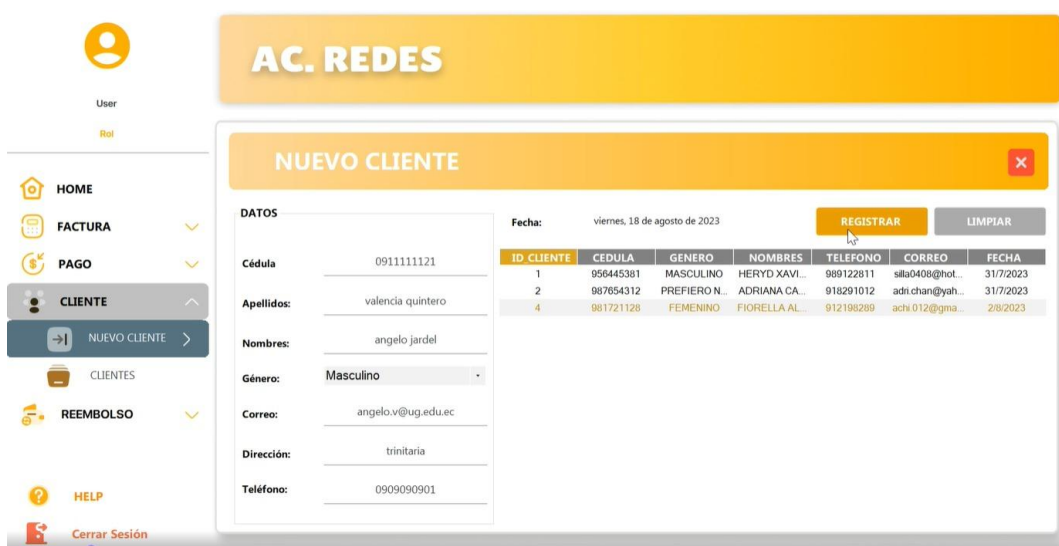 User
Rol
HOME
FACTURA
PAGO
CLIENTE
NUEVO CLIENTE
CLIENTES
REEMBOLSO
HELP
Cerrar Sesión
AC. REDES
NUEVO CLIENTE
DATOS
Cédula 0911111121
Apellidos: valencia quintero
Nombres: angelo jardel
Género: Masculino
Correo: angelo.v@ug.edu.ec
Dirección: trinitaria
Teléfono: 0909090901
Fecha: viernes, 18 de agosto de 2023
REGISTRAR LIMPIAR
ID_CLIENTE CEDULA GENERO NOMBRES TELEFONO CORREO FECHA
1 956445381 MASCULINO HERYD XAVI... 989122811 silla0408@hot... 31/7/2023
2 987654312 PREFIERO N... ADRIANA CA... 918291012 adri.chan@yah... 31/7/2023
4 981721128 FEMENINO FIORELLA AL... 912198289 achi.012@gma... 2/8/2023